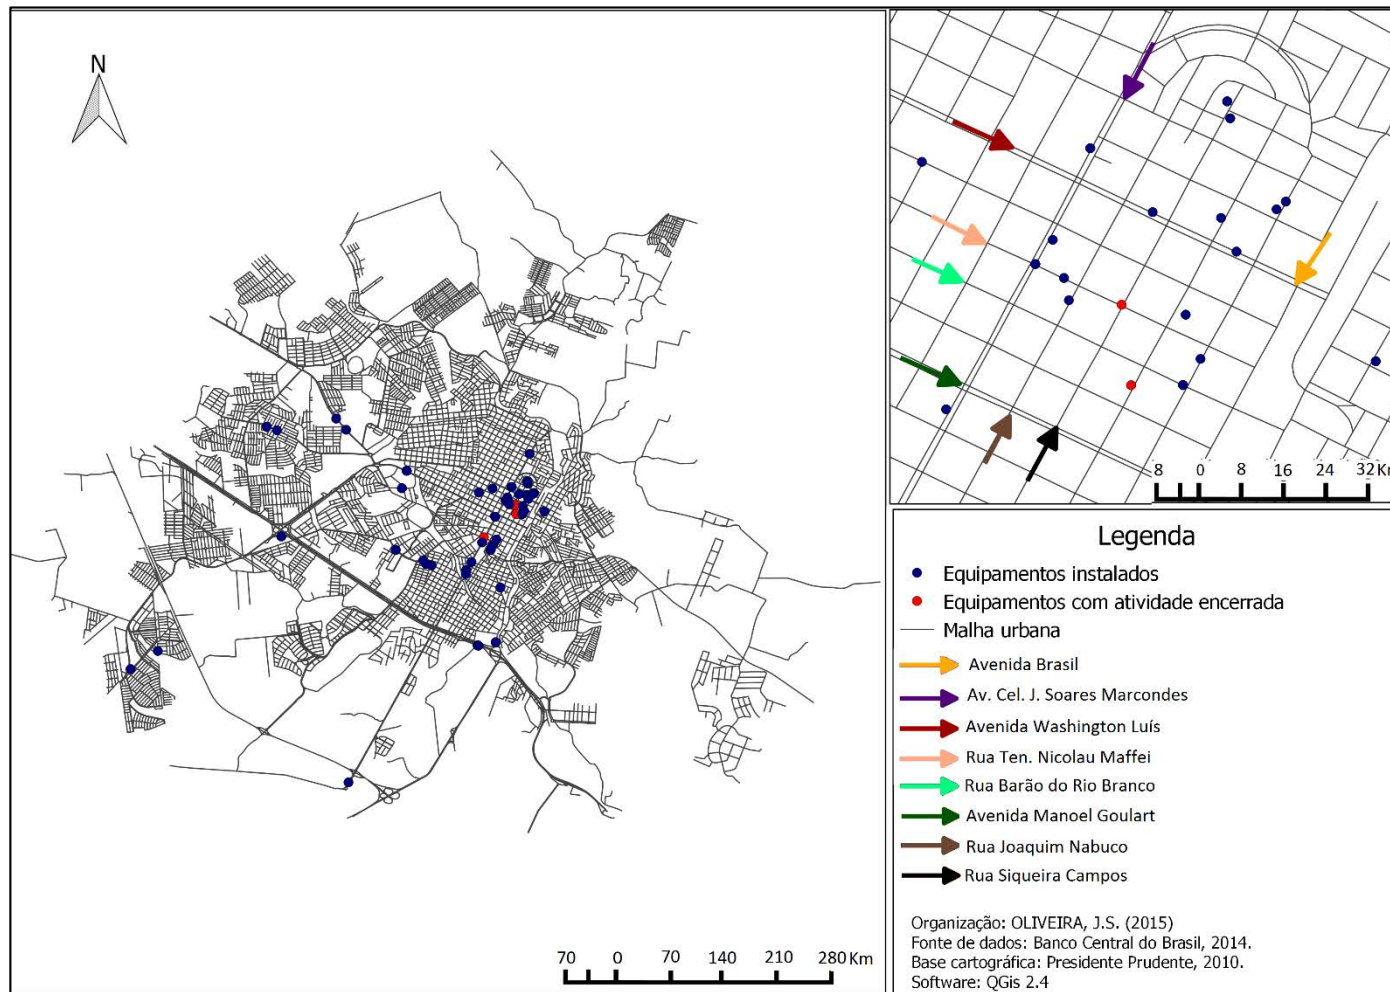 N
8 0 8 16 24 32 Km
70 0 70 140 210 280 Km
Legenda
Equipamentos instalados
Equipamentos com atividade encerrada
Malha urbana
Avenida Brasil
Av. Cel. J. Soares Marcondes
Avenida Washington Luís
Rua Ten. Nicolau Maffei
Rua Barão do Rio Branco
Avenida Manoel Goulart
Rua Joaquim Nabuco
Rua Siqueira Campos
Organização: OLIVEIRA, J.S. (2015)
Fonte de dados: Banco Central do Brasil, 2014.
Base cartográfica: Presidente Prudente, 2010.
Software: QGis 2.4